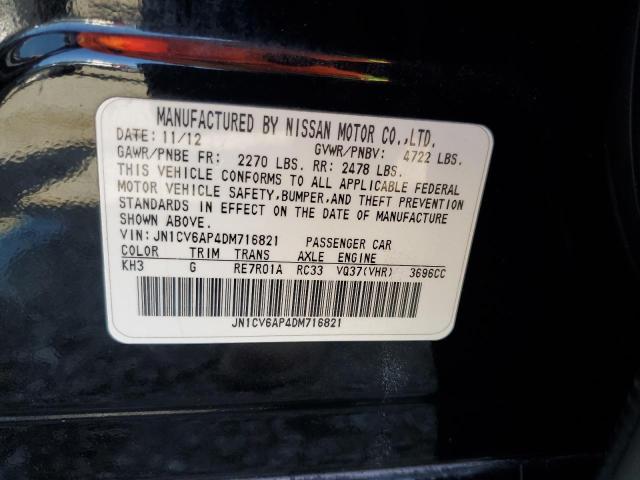 MANUFACTURED BY NISSAN MOTOR CO.,LTD.
DATE: 11/12 GVWR/PNBV: 4722 LBS.
GAWR/PNBE FR: 2270 LBS. RR: 2478 LBS.
THIS VEHICLE CONFORMS TO ALL APPLICABLE FEDERAL
MOTOR VEHICLE SAFETY,BUMPER,AND THEFT PREVENTION
STANDARDS IN EFFECT ON THE DATE OF MANUFACTURE
SHOWN ABOVE.
VIN: JN1CV6AP4DM716821 PASSENGER CAR
COLOR TRIM TRANS AXLE ENGINE
KH3 G RE7R01A RC33 VQ37(VHR) 3696CC
JN1CV6AP4DM716821